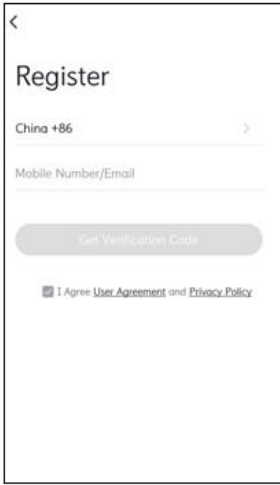 Register
China +86
Mobile Number/Email
Get Verification Code
I Agree User Agreement and Privacy Policy